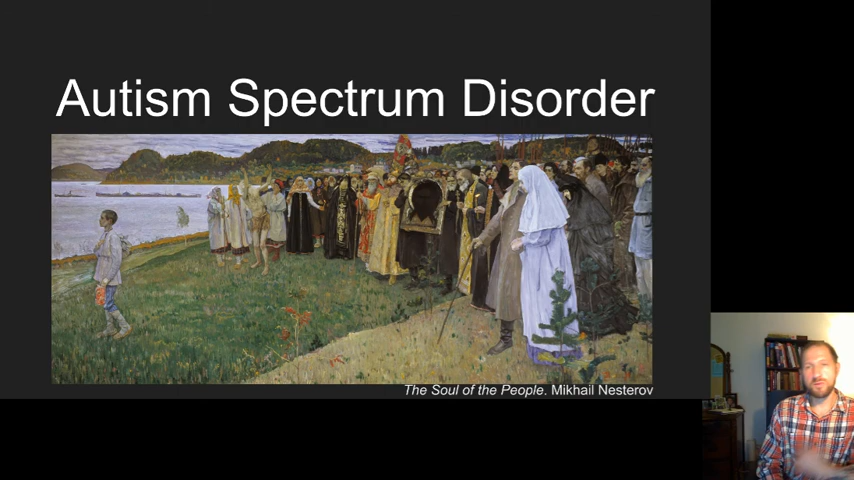 Autism Spectrum Disorder
The Soul of the People. Mikhail Nesterov